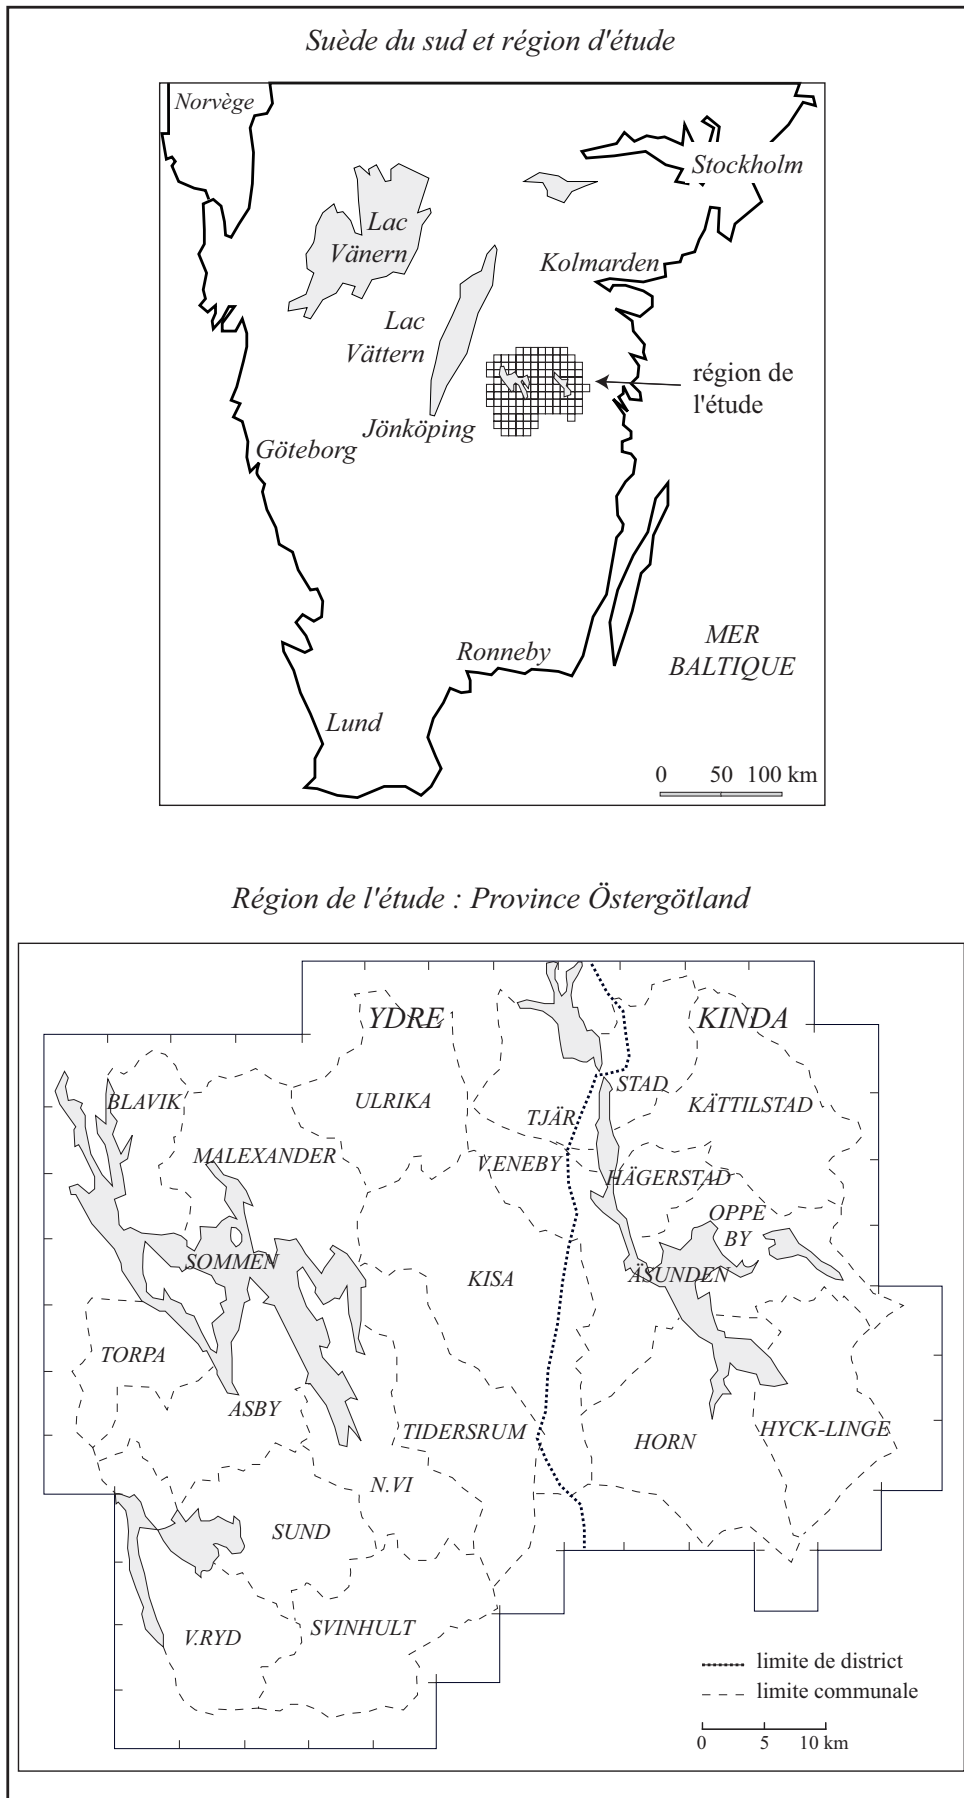 Suède du sud et région d'étude
Norvège
Stockholm
Lac
Vänern
Kolmarden
Lac
Vättern
région de
l'étude
Jönköping
Göteborg
MER
BALTIQUE
Ronneby
Lund
0 50 100 km
Région de l'étude : Province Östergötland
YDRE
KINDA
STAD
BLAVIK
ULRIKA
KÄTTILSTAD
TJÄR
MALEXANDER
V.ENEBY
HÄGERSTAD
OPPE
BY
SOMMEN
KISA
ÄSUNDEN
TORPA
ASBY
TIDERSRUM
HORN
HYCK-LINGE
N.VI
SUND
V.RYD
SVINHULT
limite de district
limite communale
0 5 10 km